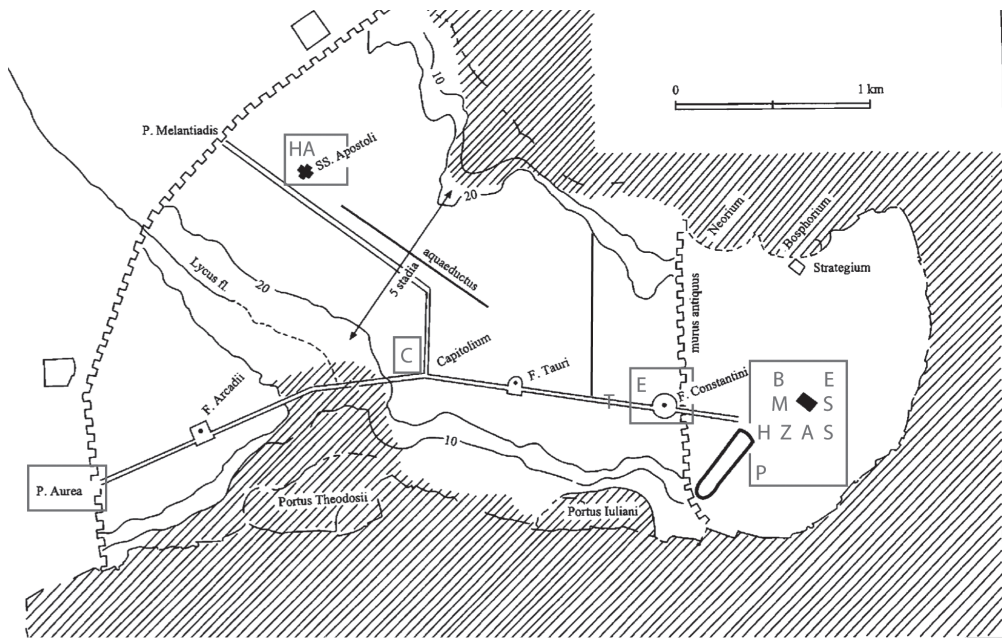 10
0 1 km
P. Melantiadis
HA
SS. Apostoli
20
Neorium
Bosphorium
Strategium
aquaeductus
5 stadia
Lycus fl.
20
murus antiquus
C
Capitolium
F. Tauri
E
F. Constantini
T
B E
M S
H Z A S
P
F. Arcadii
10
P. Aurea
Portus Theodosii
Portus Iuliani